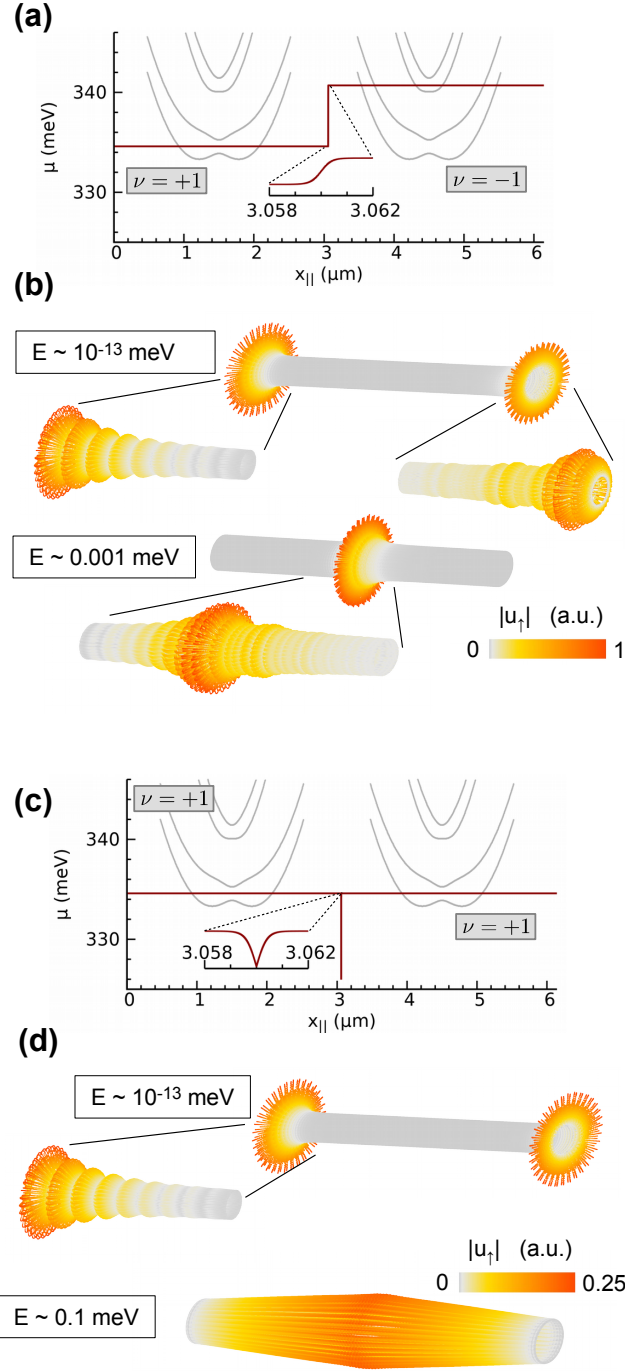 (a)
340
330
μ (meV)
ν = +1
ν = −1
3.058
3.062
0 1 2 3 4 5 6
x|| (μm)
(b)
E ~ 10-13 meV
E ~ 0.001 meV
|u↑| (a.u.)
0 1
(c)
ν = +1
340
330
μ (meV)
3.058 3.062
ν = +1
0 1 2 3 4 5 6
x|| (μm)
(d)
E ~ 10-13 meV
|u↑| (a.u.)
0 0.25
E ~ 0.1 meV